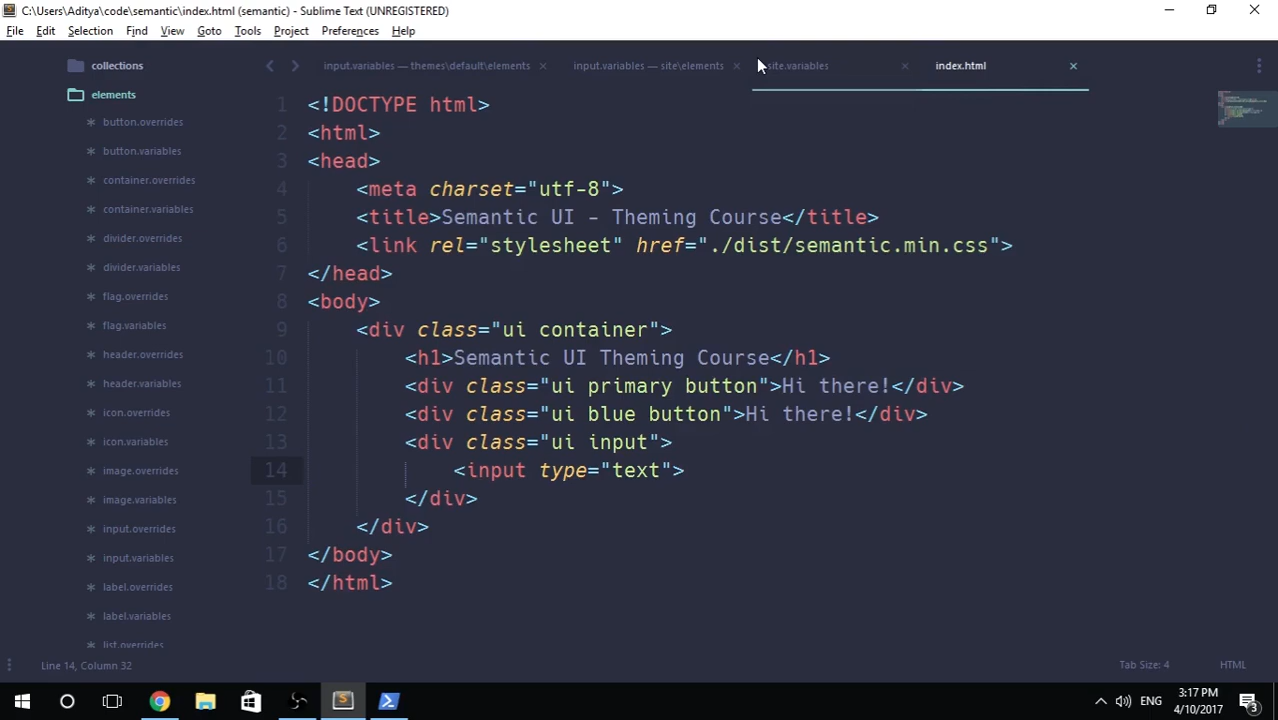 C:\Users\Aditya\code\semantic\index.html (semantic) - Sublime Text (UNREGISTERED)
File Edit Selection Find View Goto Tools Project Preferences Help
input.variables — themes\default\elements
input.variables — site\elements
site.variables
index.html
collections
elements
button.overrides
button.variables
container.overrides
container.variables
divider.overrides
divider.variables
flag.overrides
flag.variables
header.overrides
header.variables
icon.overrides
icon.variables
image.overrides
image.variables
input.overrides
input.variables
label.overrides
label.variables
list.overrides
1 <!DOCTYPE html>
2 <html>
3 <head>
4 <meta charset="utf-8">
5 <title>Semantic UI - Theming Course</title>
6 <link rel="stylesheet" href="./dist/semantic.min.css">
7 </head>
8 <body>
9 <div class="ui container">
10 <h1>Semantic UI Theming Course</h1>
11 <div class="ui primary button">Hi there!</div>
12 <div class="ui blue button">Hi there!</div>
13 <div class="ui input">
14 <input type="text">
15 </div>
16 </div>
17 </body>
18 </html>
Line 14, Column 32
Tab Size: 4
HTML
ENG
3:17 PM
4/10/2017
3